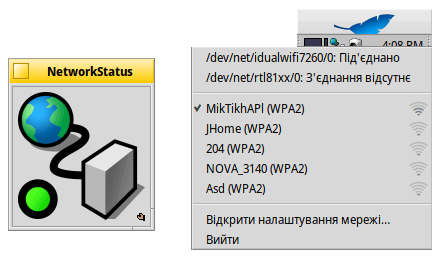 4:08 PM
NetworkStatus
/dev/net/idualwifi7260/0: Під'єднано
/dev/net/rtl81xx/0: З'єднання відсутнє
MikTikhAPl (WPA2)
JHome (WPA2)
204 (WPA2)
NOVA_3140 (WPA2)
Asd (WPA2)
Відкрити налаштування мережі...
Вийти